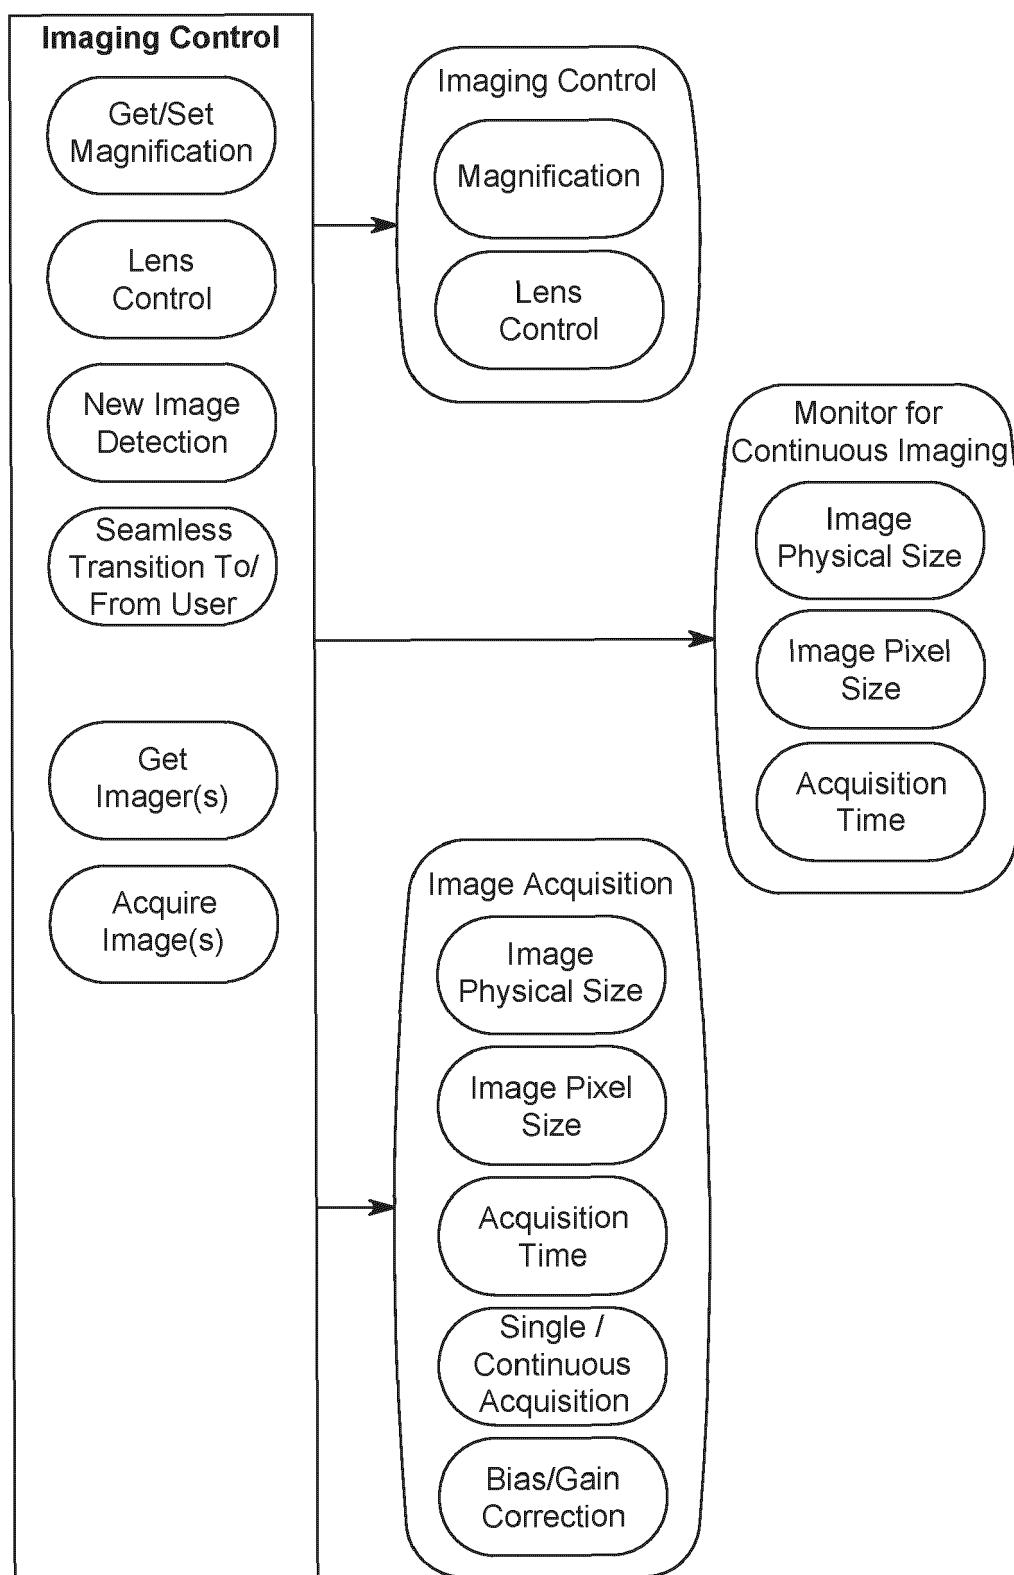 Imaging Control
Get/Set
Magnification
Lens
Control
New Image
Detection
Seamless
Transition To/
From User
Get
Imager(s)
Acquire
Image(s)
Imaging Control
Magnification
Lens
Control
Monitor for
Continuous Imaging
Image
Physical Size
Image Pixel
Size
Acquisition
Time
Image Acquisition
Image
Physical Size
Image Pixel
Size
Acquisition
Time
Single /
Continuous
Acquisition
Bias/Gain
Correction